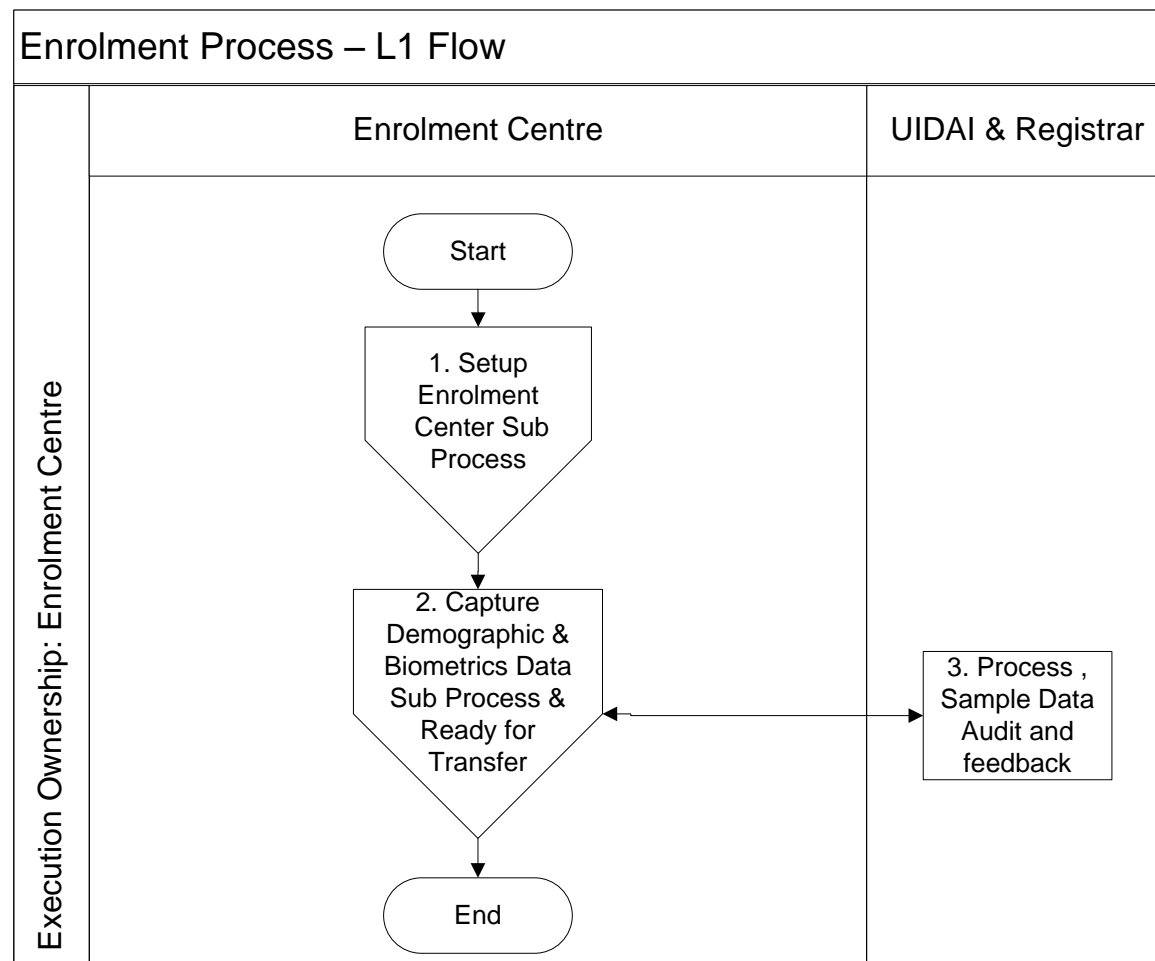 Enrolment Process – L1 Flow
Enrolment Centre
UIDAI & Registrar
Execution Ownership: Enrolment Centre
Start
1. Setup
Enrolment
Center Sub
Process
2. Capture
Demographic &
Biometrics Data
Sub Process &
Ready for
Transfer
3. Process ,
Sample Data
Audit and
feedback
End